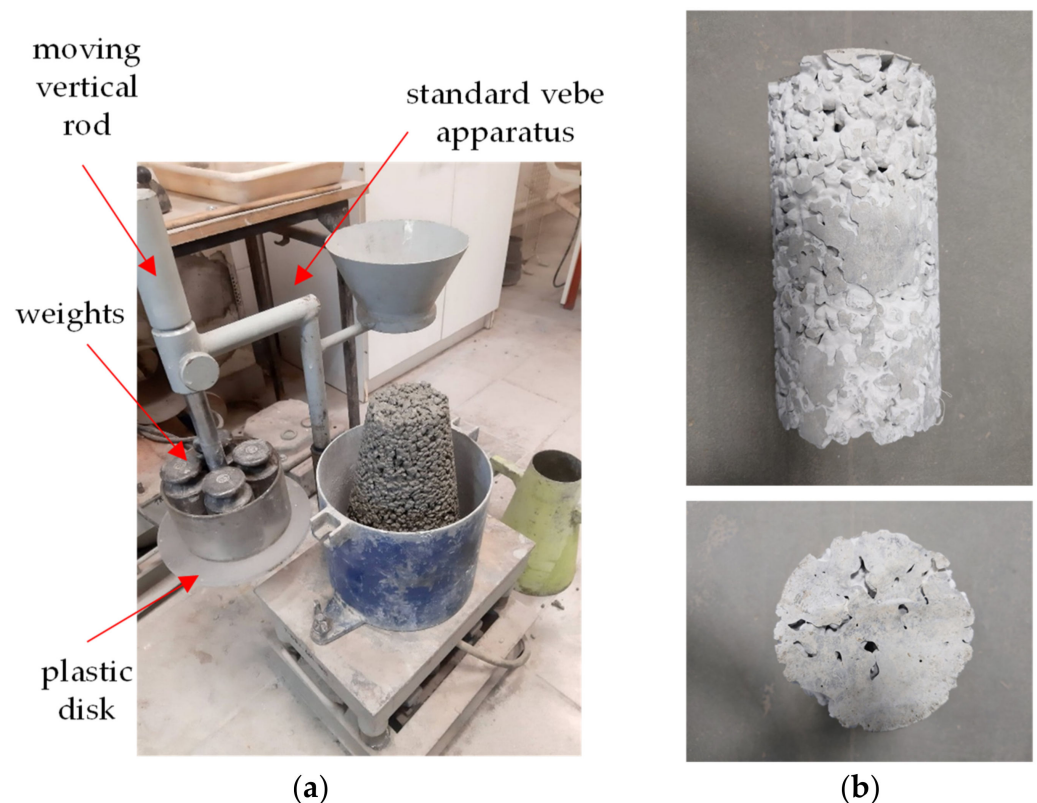 moving
vertical
rod
standard vebe
apparatus
weights
plastic
disk
(a)
(b)